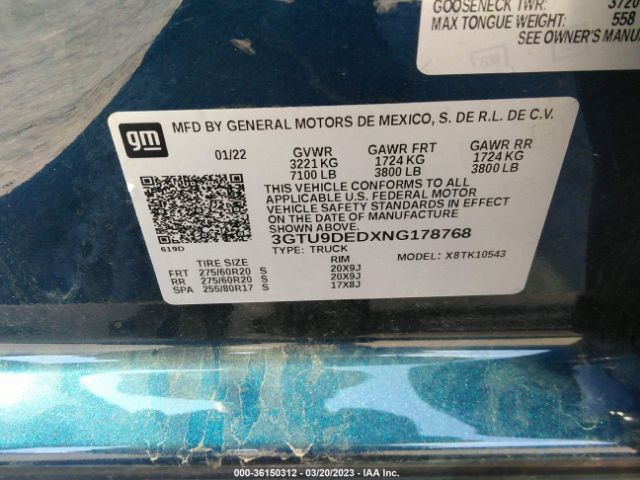 GOOSENECK TWR: 3720
MAX TONGUE WEIGHT: 558
SEE OWNER'S MANUA
gm
MFD BY GENERAL MOTORS DE MEXICO, S. DE R.L. DE C.V.
01/22 GVWR GAWR FRT GAWR RR
3221 KG 1724 KG 1724 KG
7100 LB 3800 LB 3800 LB
THIS VEHICLE CONFORMS TO ALL
APPLICABLE U.S. FEDERAL MOTOR
VEHICLE SAFETY STANDARDS IN EFFECT
ON THE DATE OF MANUFACTURE
SHOWN ABOVE.
3GTU9DEDXNG178768
619D
TYPE: TRUCK MODEL: X8TK10543
TIRE SIZE RIM
FRT 275/60R20 S 20X9J
RR 275/60R20 S 20X9J
SPA 255/80R17 S 17X8J
000-36150312 — 03/20/2023 — IAA Inc.